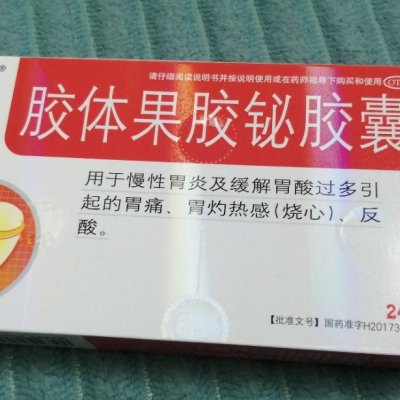 ®
请仔细阅读说明书并按说明使用或在药师指导下购买和使用 OT
胶体果胶铋胶囊
用于慢性胃炎及缓解胃酸过多引
起的胃痛、胃灼热感(烧心)、反
酸。
24
【批准文号】国药准字H20173